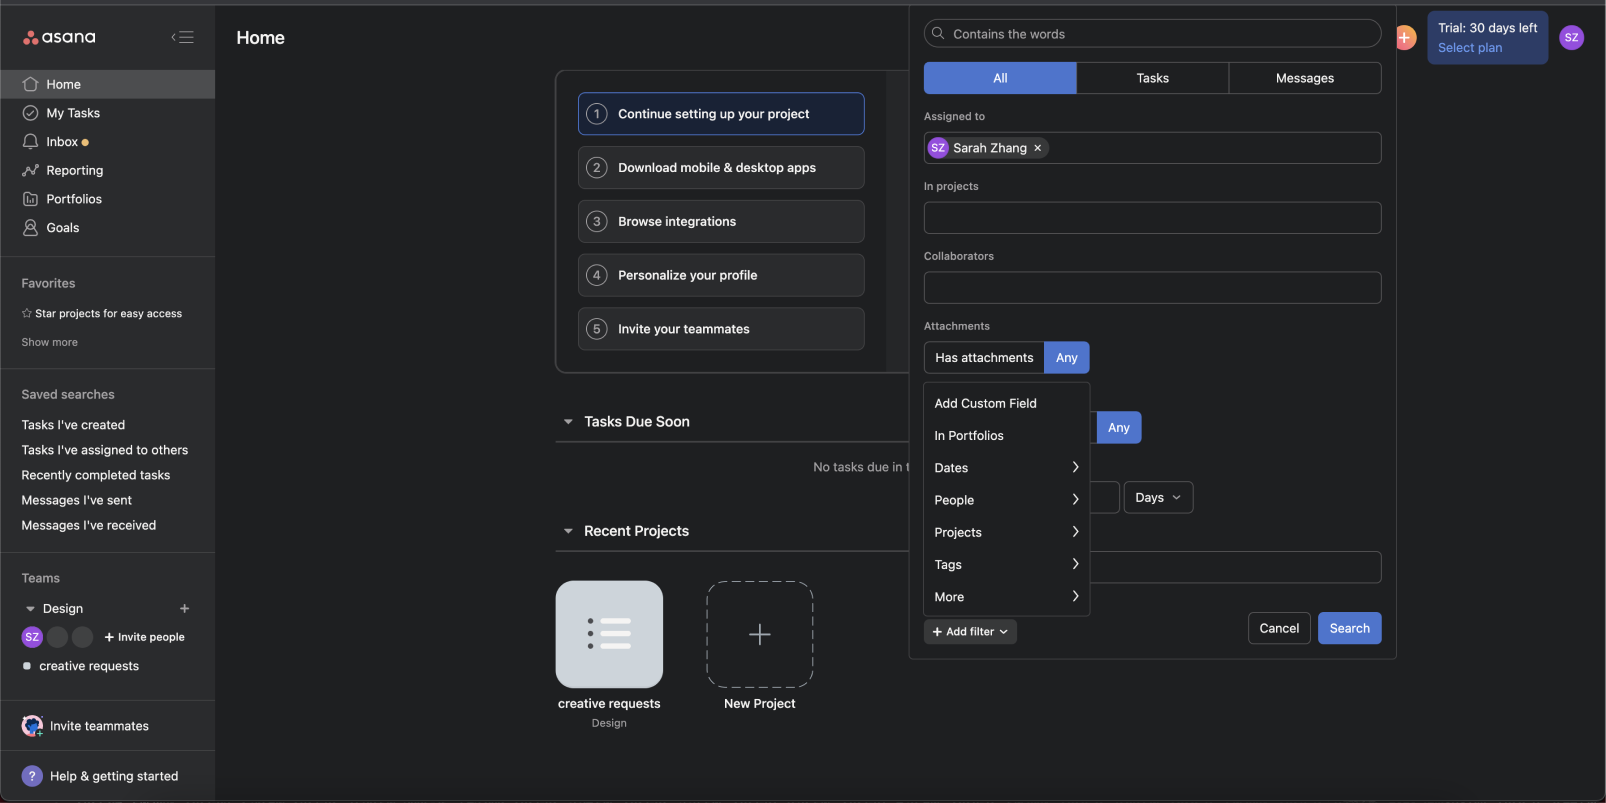 asana
Home
My Tasks
Inbox
Reporting
Portfolios
Goals
Favorites
Star projects for easy access
Show more
Saved searches
Tasks I've created
Tasks I've assigned to others
Recently completed tasks
Messages I've sent
Messages I've received
Teams
Design
SZ
Invite people
creative requests
Invite teammates
? Help & getting started
Home
1 Continue setting up your project
2 Download mobile & desktop apps
3 Browse integrations
4 Personalize your profile
5 Invite your teammates
Tasks Due Soon
No tasks due in t
Recent Projects
creative requests
Design
New Project
Contains the words
All
Tasks
Messages
Assigned to
SZ Sarah Zhang ×
In projects
Collaborators
Attachments
Has attachments
Any
Add Custom Field
In Portfolios
Dates
People
Projects
Tags
More
Any
Days
+ Add filter
Cancel
Search
Trial: 30 days left
Select plan
SZ